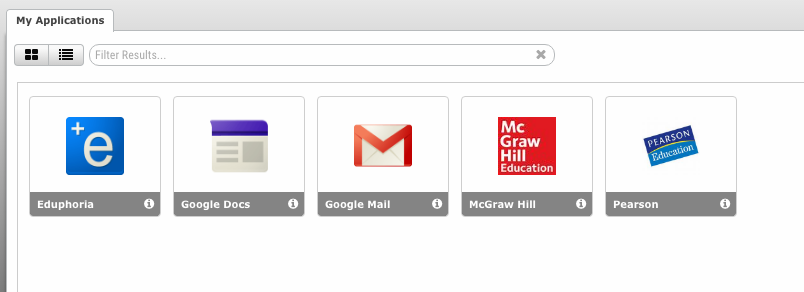 My Applications
Filter Results...
+e
Mc
Graw
Hill
Education
PEARSON
Education
Eduphoria
Google Docs
Google Mail
McGraw Hill
Pearson